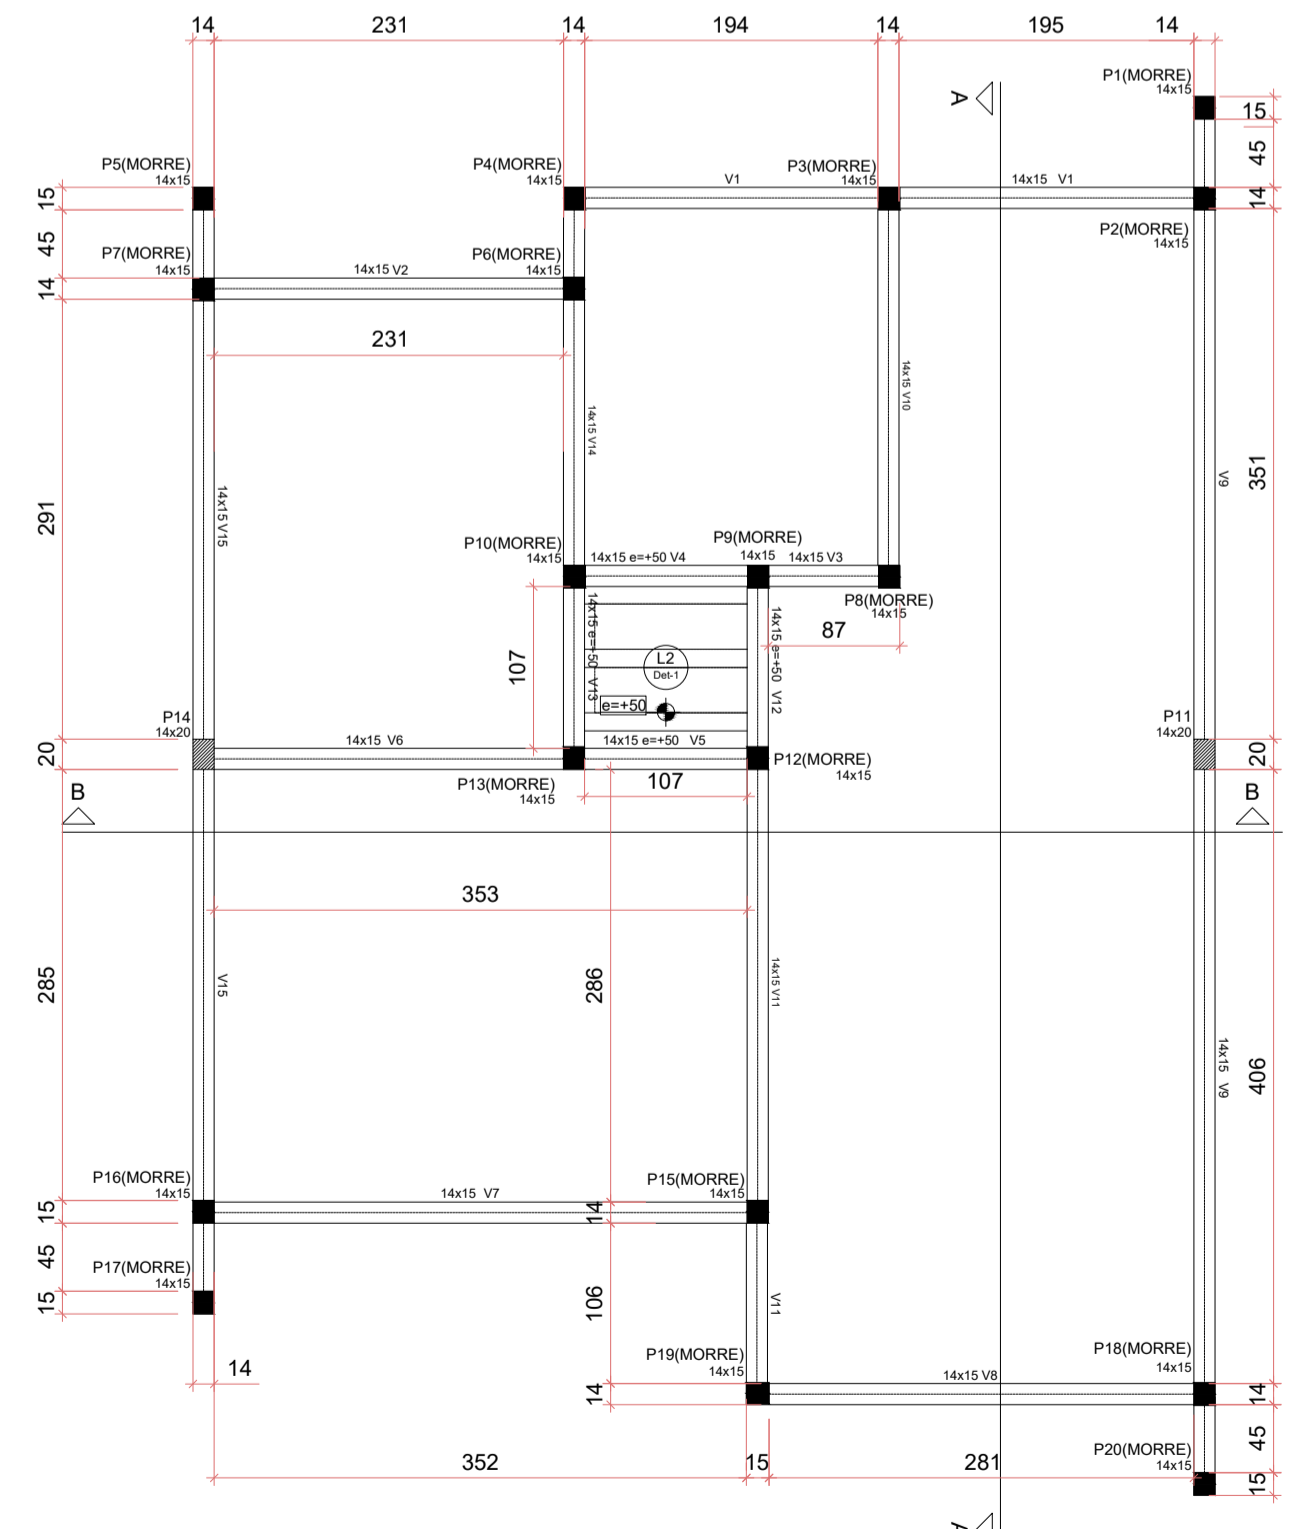 14 231 14 194 14 195 14
A
P1(MORRE)
14x15
15
45
P5(MORRE)
14x15
P4(MORRE)
14x15
P3(MORRE)
14x15
V1
14x15 V1
15
14
P2(MORRE)
14x15
45
P7(MORRE)
14x15
P6(MORRE)
14x15
14x15 V2
14
231
14x15 V10
14x15 V14
V9
351
14x15 V15
291
P10(MORRE)
14x15
14x15 e=+50 V4
P9(MORRE)
14x15
14x15 V3
P8(MORRE)
14x15
87
14x15 e=+50 V13
14x15 e=+50 V12
107
L2
Det-1
e=+50
P14
14x20
P11
14x20
14x15 V6
14x15 e=+50 V5
20
20
P13(MORRE)
14x15
P12(MORRE)
14x15
107
B
B
353
285
V15
286
14x15 V11
14x15 V9
406
P16(MORRE)
14x15
14x15 V7
P15(MORRE)
14x15
15
14
45
P17(MORRE)
14x15
15
106
V11
14
P19(MORRE)
14x15
14x15 V8
P18(MORRE)
14x15
14
14
45
P20(MORRE)
14x15
15
352 15 281
A